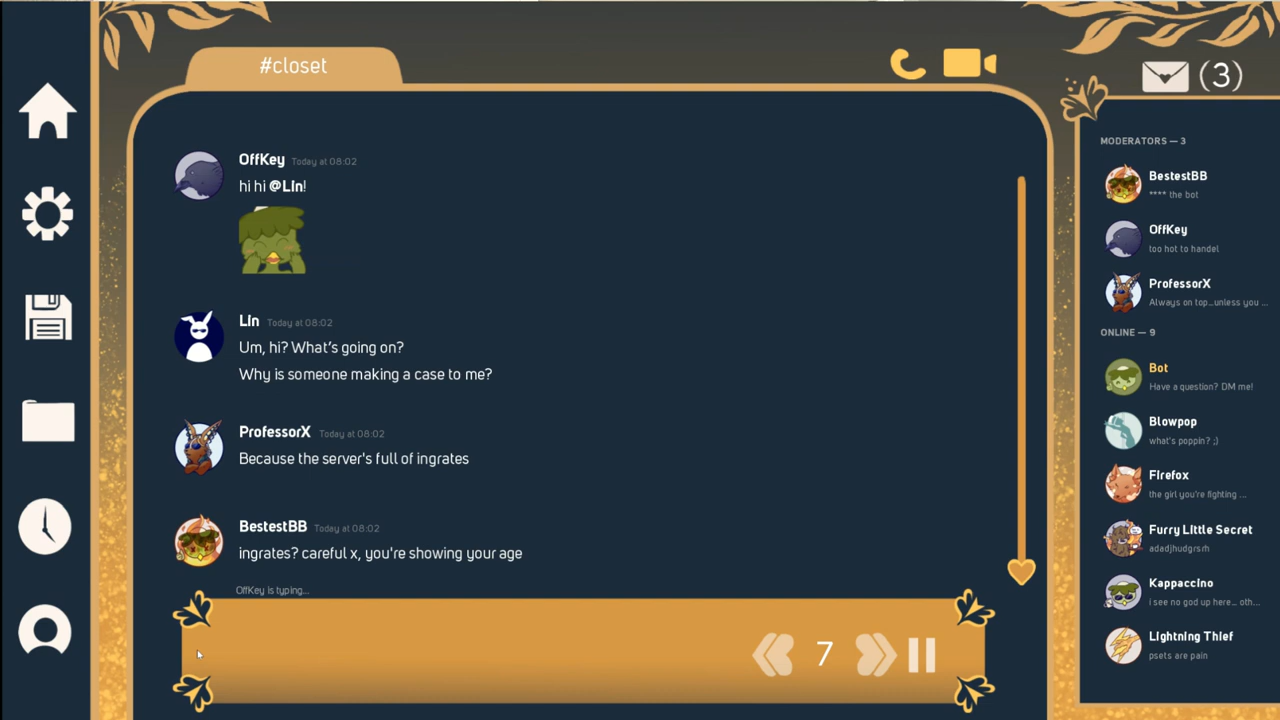 #closet
(3)
OffKey Today at 08:02
hi hi @Lin!
Lin Today at 08:02
Um, hi? What's going on?
Why is someone making a case to me?
ProfessorX Today at 08:02
Because the server's full of ingrates
BestestBB Today at 08:02
ingrates? careful x, you're showing your age
OffKey is typing...
7
MODERATORS — 3
BestestBB
**** the bot
OffKey
too hot to handel
ProfessorX
Always on top...unless you ...
ONLINE — 9
Bot
Have a question? DM me!
Blowpop
what's poppin? ;)
Firefox
the girl you're fighting ...
Furry Little Secret
adadjhudgrsrh
Kappaccino
i see no god up here... oth...
Lightning Thief
psets are pain